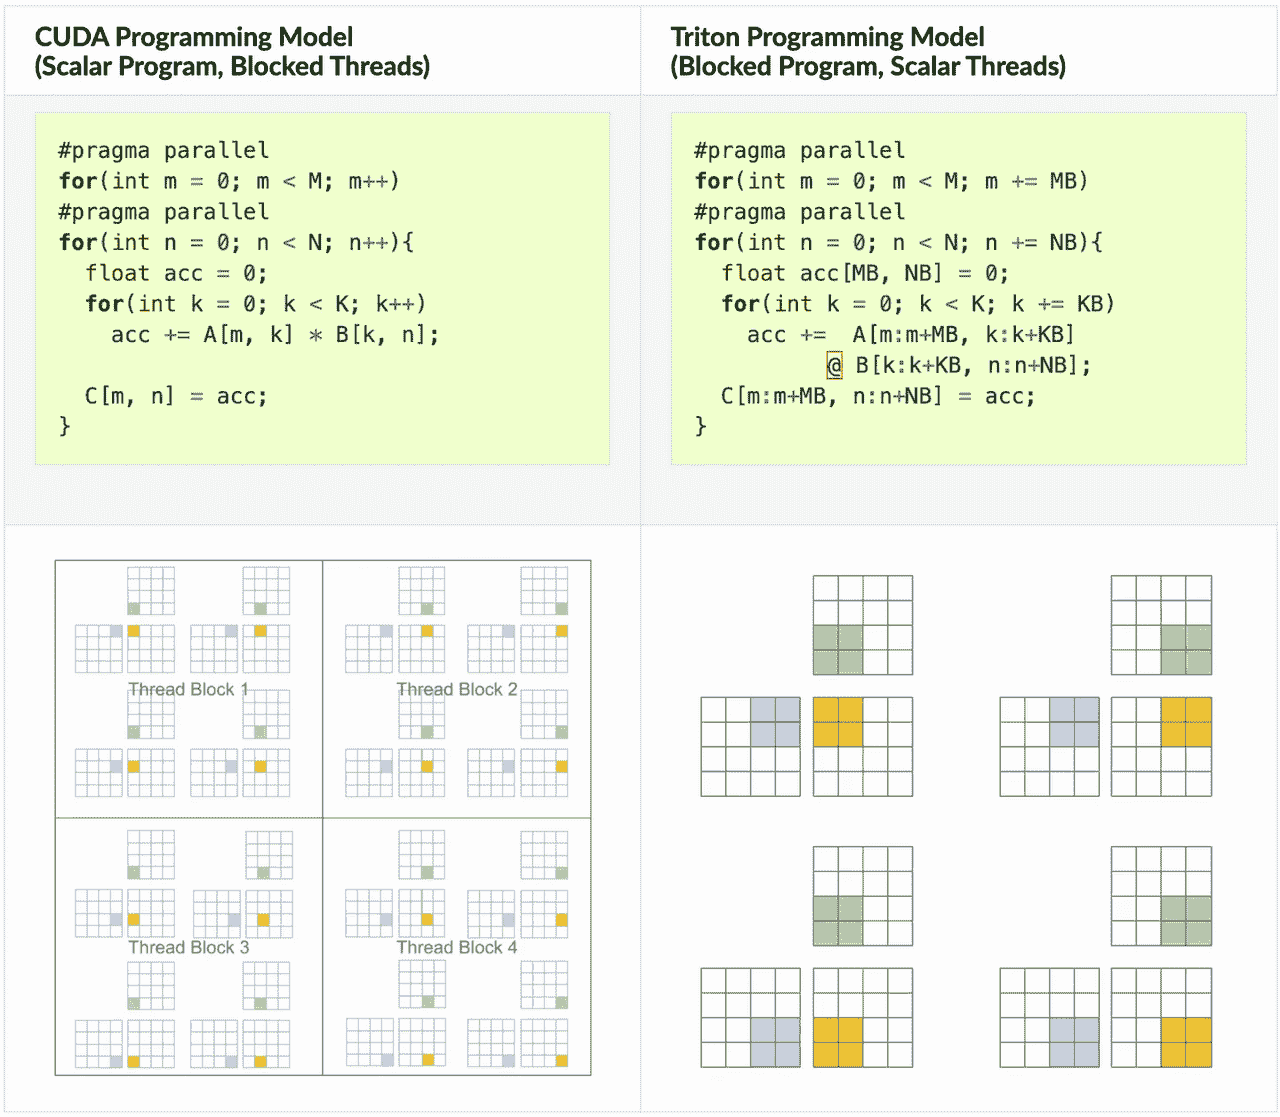 CUDA Programming Model
(Scalar Program, Blocked Threads)
#pragma parallel
for(int m = 0; m < M; m++)
#pragma parallel
for(int n = 0; n < N; n++){
  float acc = 0;
  for(int k = 0; k < K; k++)
    acc += A[m, k] * B[k, n];
  C[m, n] = acc;
}
Triton Programming Model
(Blocked Program, Scalar Threads)
#pragma parallel
for(int m = 0; m < M; m += MB)
#pragma parallel
for(int n = 0; n < N; n += NB){
  float acc[MB, NB] = 0;
  for(int k = 0; k < K; k += KB)
    acc +=  A[m:m+MB, k:k+KB]
          @ B[k:k+KB, n:n+NB];
  C[m:m+MB, n:n+NB] = acc;
}
Thread Block 1
Thread Block 2
Thread Block 3
Thread Block 4